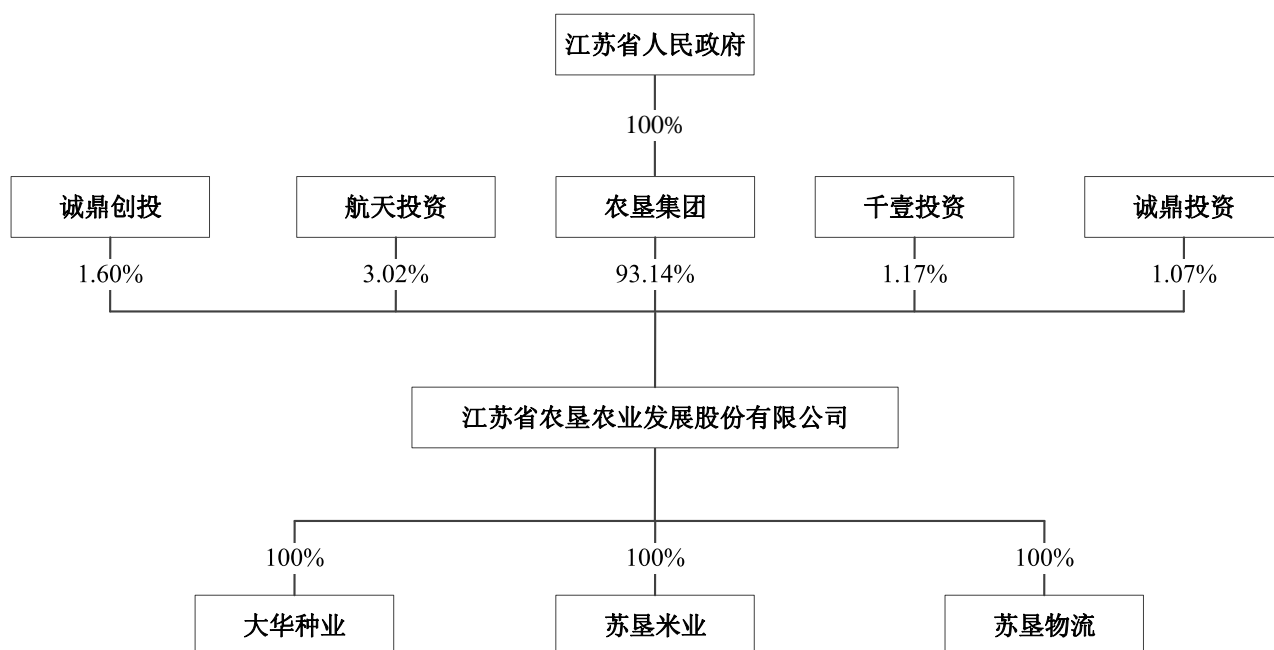 江苏省人民政府
100%
诚鼎创投
航天投资
农垦集团
千壹投资
诚鼎投资
1.60%
3.02%
93.14%
1.17%
1.07%
江苏省农垦农业发展股份有限公司
100%
100%
100%
大华种业
苏垦米业
苏垦物流